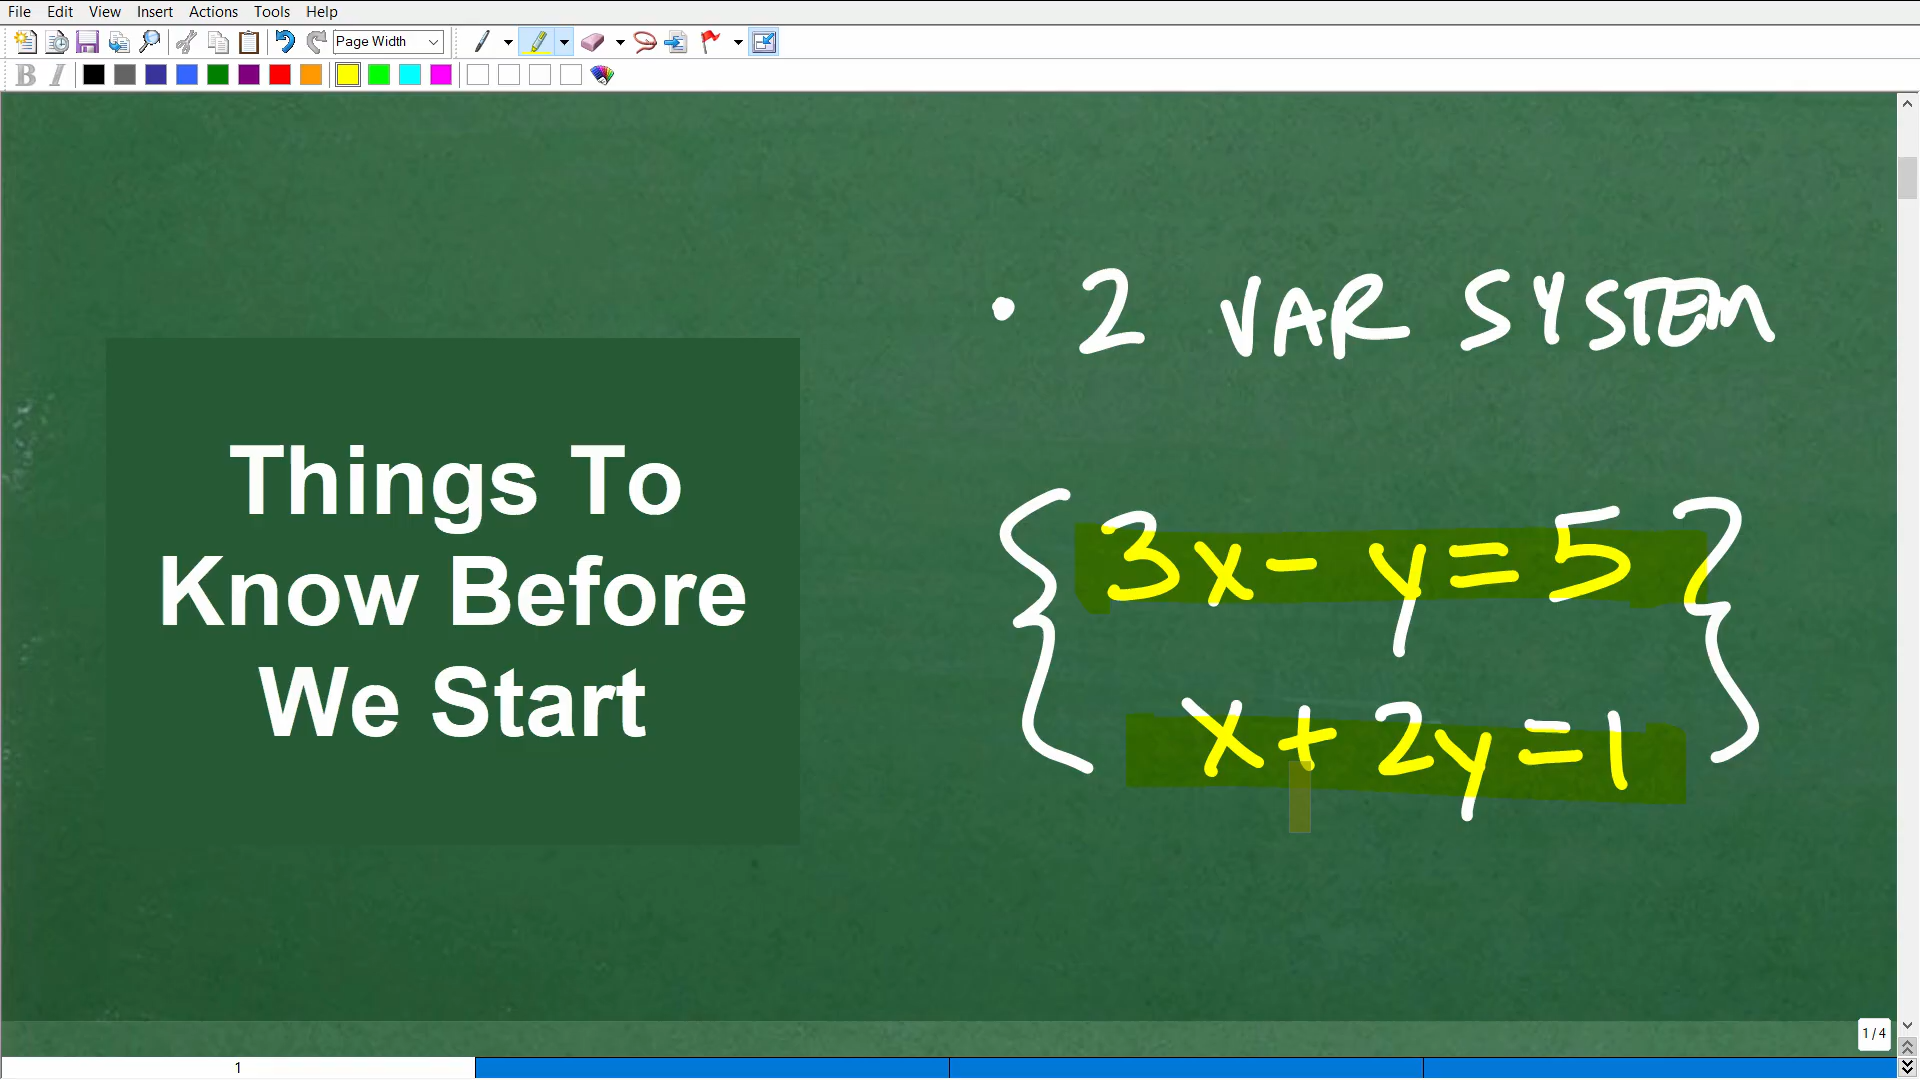 File Edit View Insert Actions Tools Help
Page Width
B I
• 2 VAR SYSTEM
Things To
Know Before
We Start
{ 3x - y = 5 }
x + 2y = 1
1 / 4
1